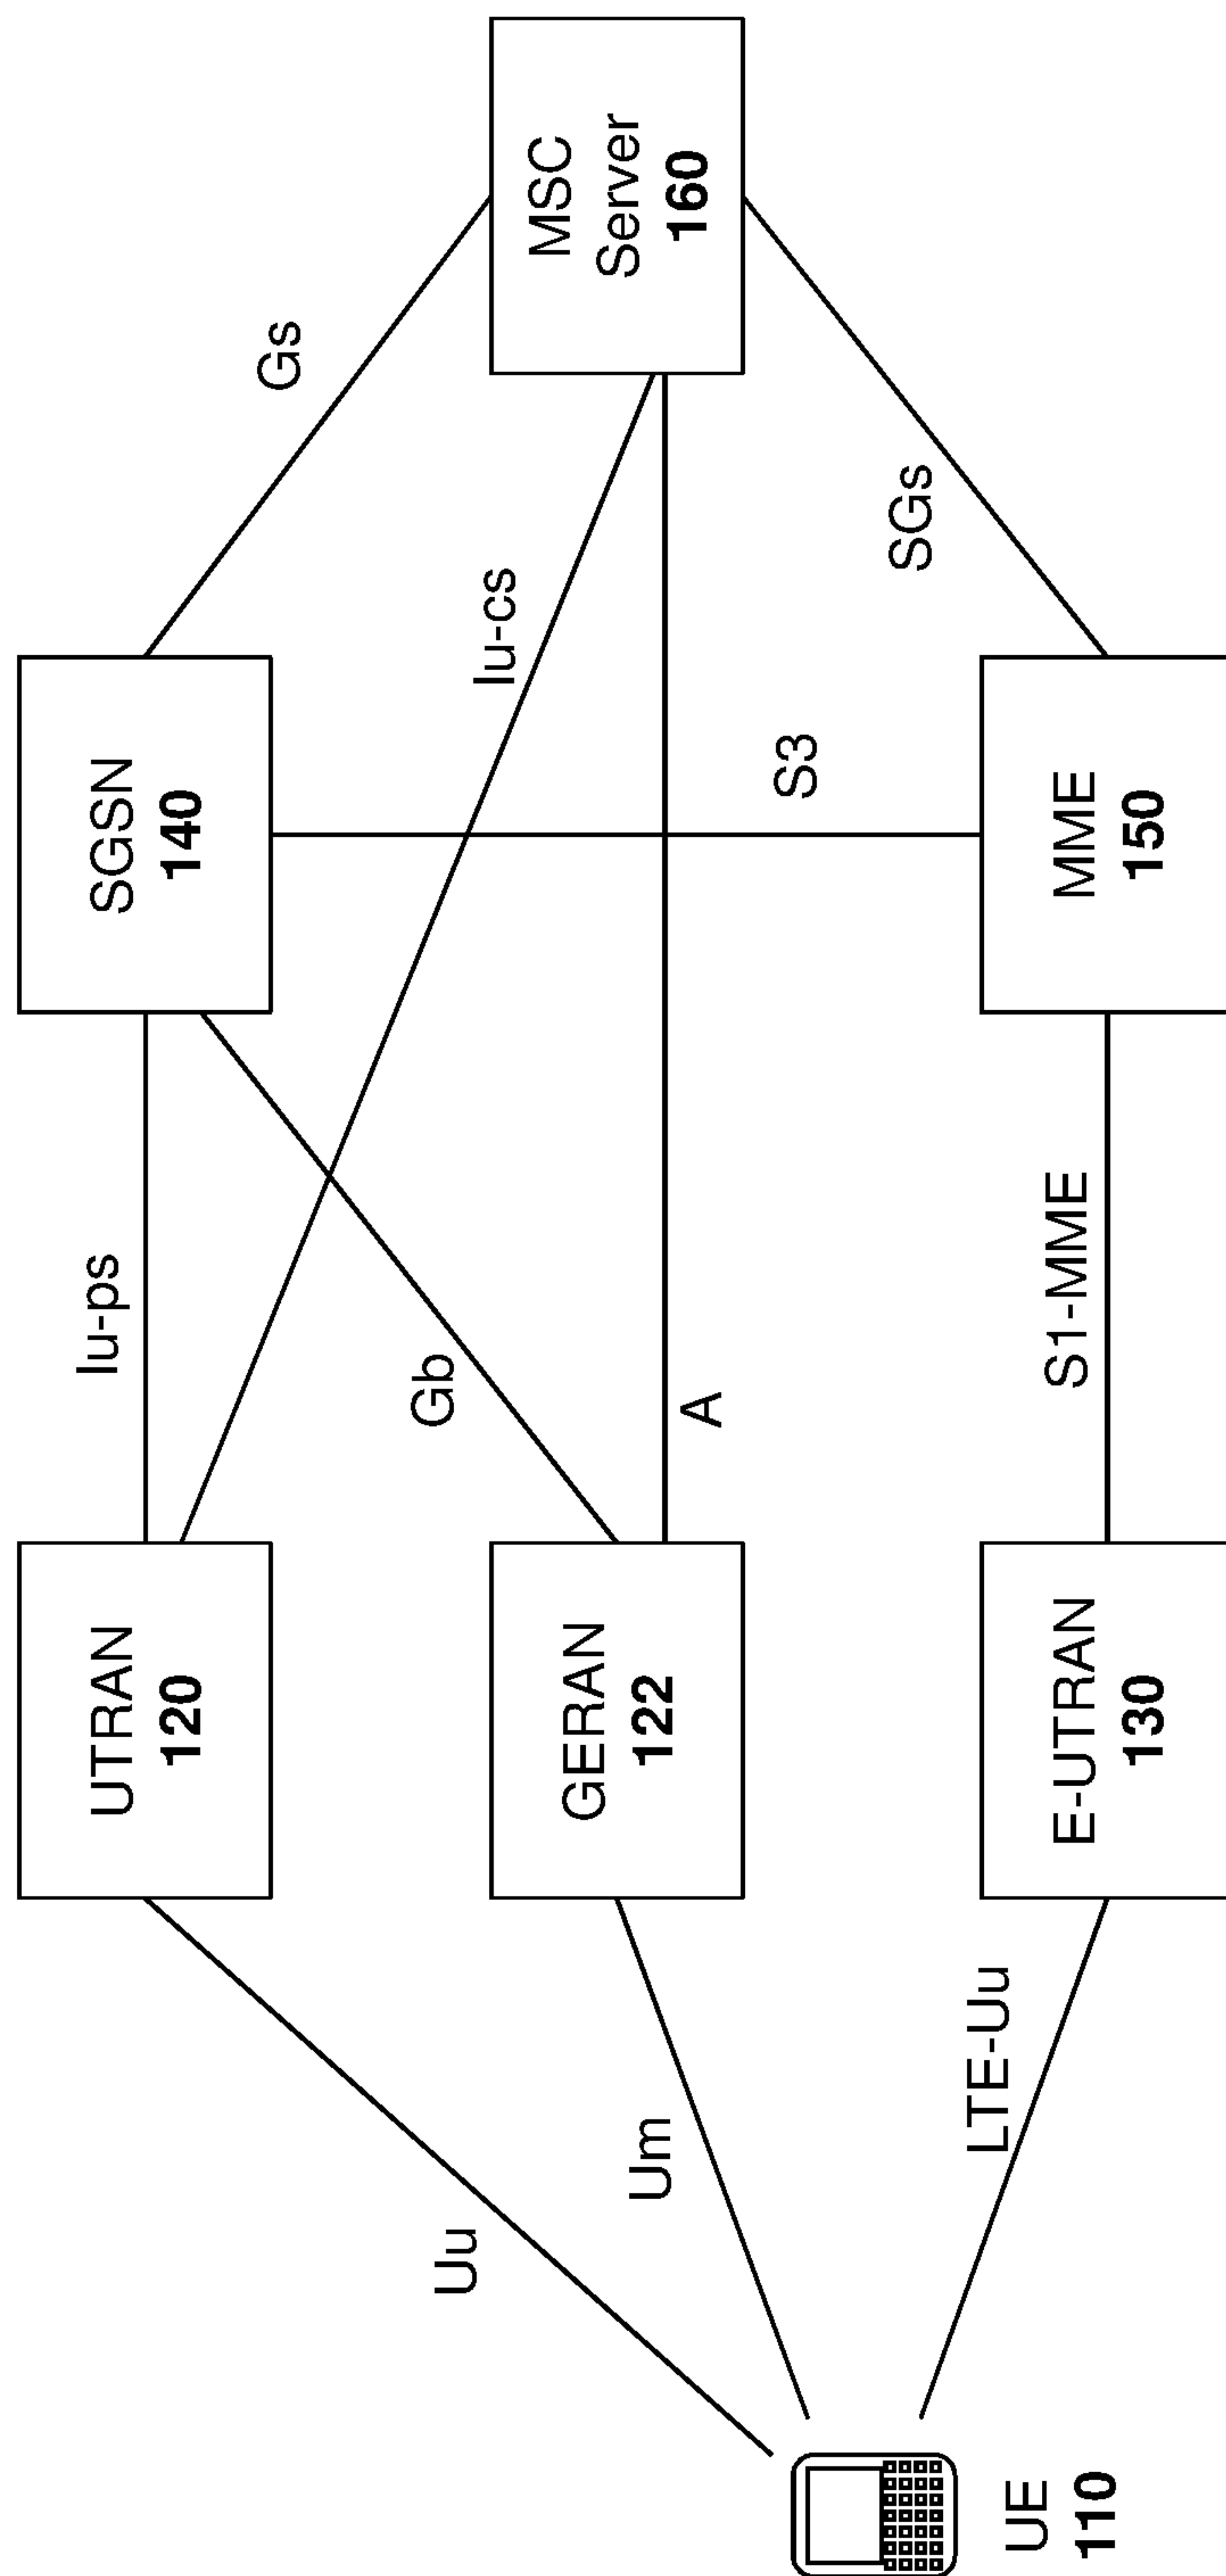 UTRAN
120
Iu-ps
SGSN
140
Gs
Uu
Gb
Iu-cs
GERAN
122
Um
A
MSC
Server
160
S3
SGs
UE
110
LTE-Uu
E-UTRAN
130
S1-MME
MME
150